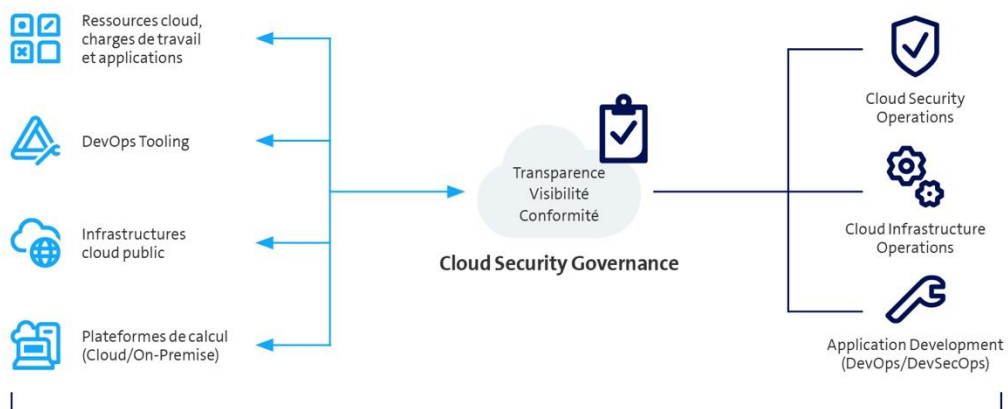 Ressources cloud,
charges de travail
et applications
DevOps Tooling
Infrastructures
cloud public
Plateformes de calcul
(Cloud/On-Premise)
Transparence
Visibilité
Conformité
Cloud Security Governance
Cloud Security
Operations
Cloud Infrastructure
Operations
Application Development
(DevOps/DevSecOps)